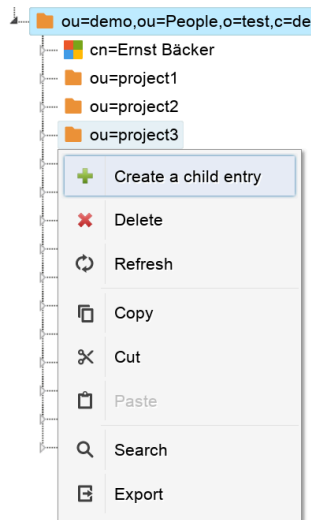 ou=demo,ou=People,o=test,c=de
cn=Ernst Bäcker
ou=project1
ou=project2
ou=project3
Create a child entry
Delete
Refresh
Copy
Cut
Paste
Search
Export